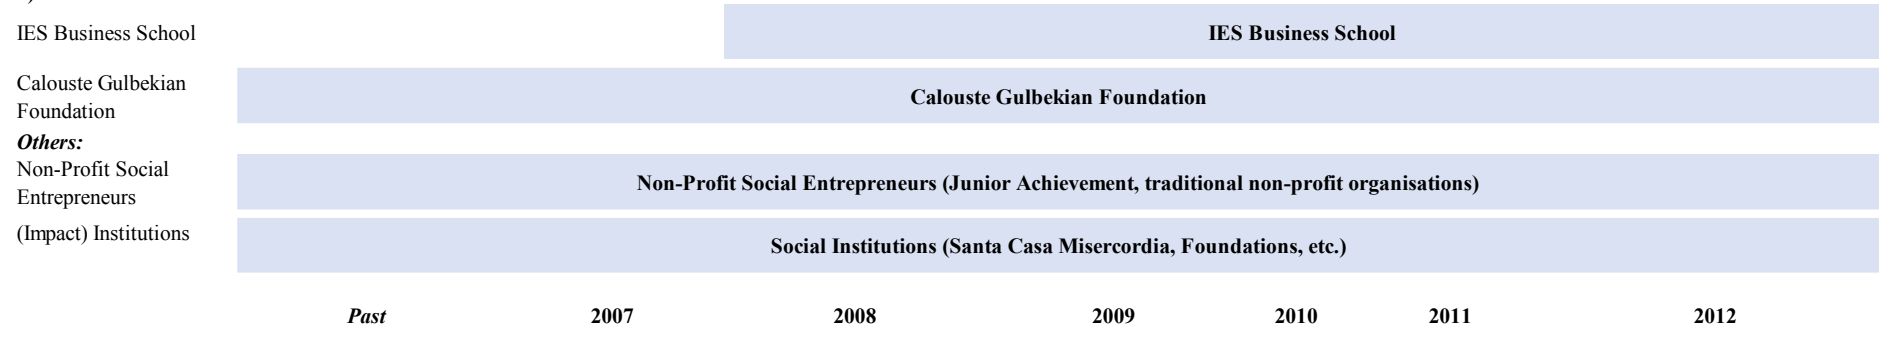 IES Business School
IES Business School
Calouste Gulbekian
Foundation
Calouste Gulbekian Foundation
Others:
Non-Profit Social
Entrepreneurs
Non-Profit Social Entrepreneurs (Junior Achievement, traditional non-profit organisations)
(Impact) Institutions
Social Institutions (Santa Casa Misercordia, Foundations, etc.)
Past 2007 2008 2009 2010 2011 2012